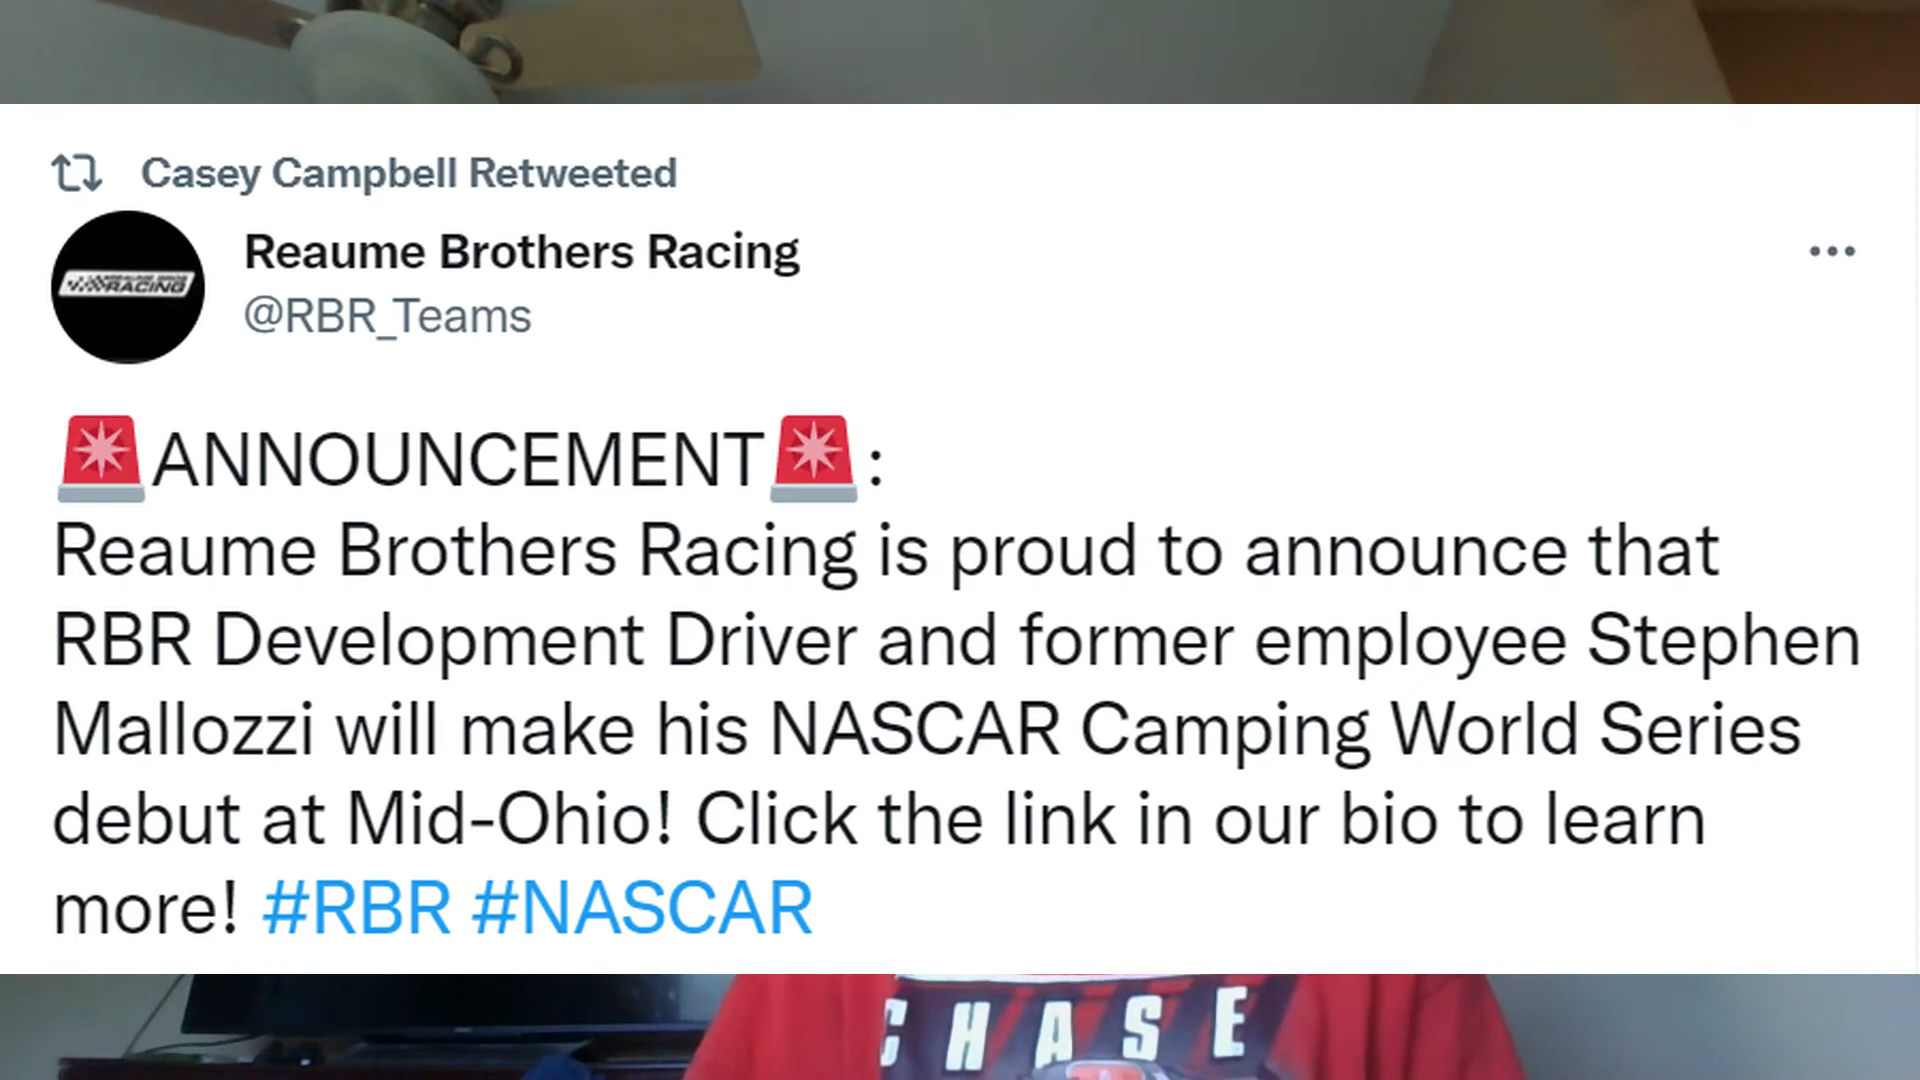 Casey Campbell Retweeted
Reaume Brothers Racing
@RBR_Teams
RACING
🚨ANNOUNCEMENT🚨:
Reaume Brothers Racing is proud to announce that
RBR Development Driver and former employee Stephen
Mallozzi will make his NASCAR Camping World Series
debut at Mid-Ohio! Click the link in our bio to learn
more! #RBR #NASCAR
CHASE